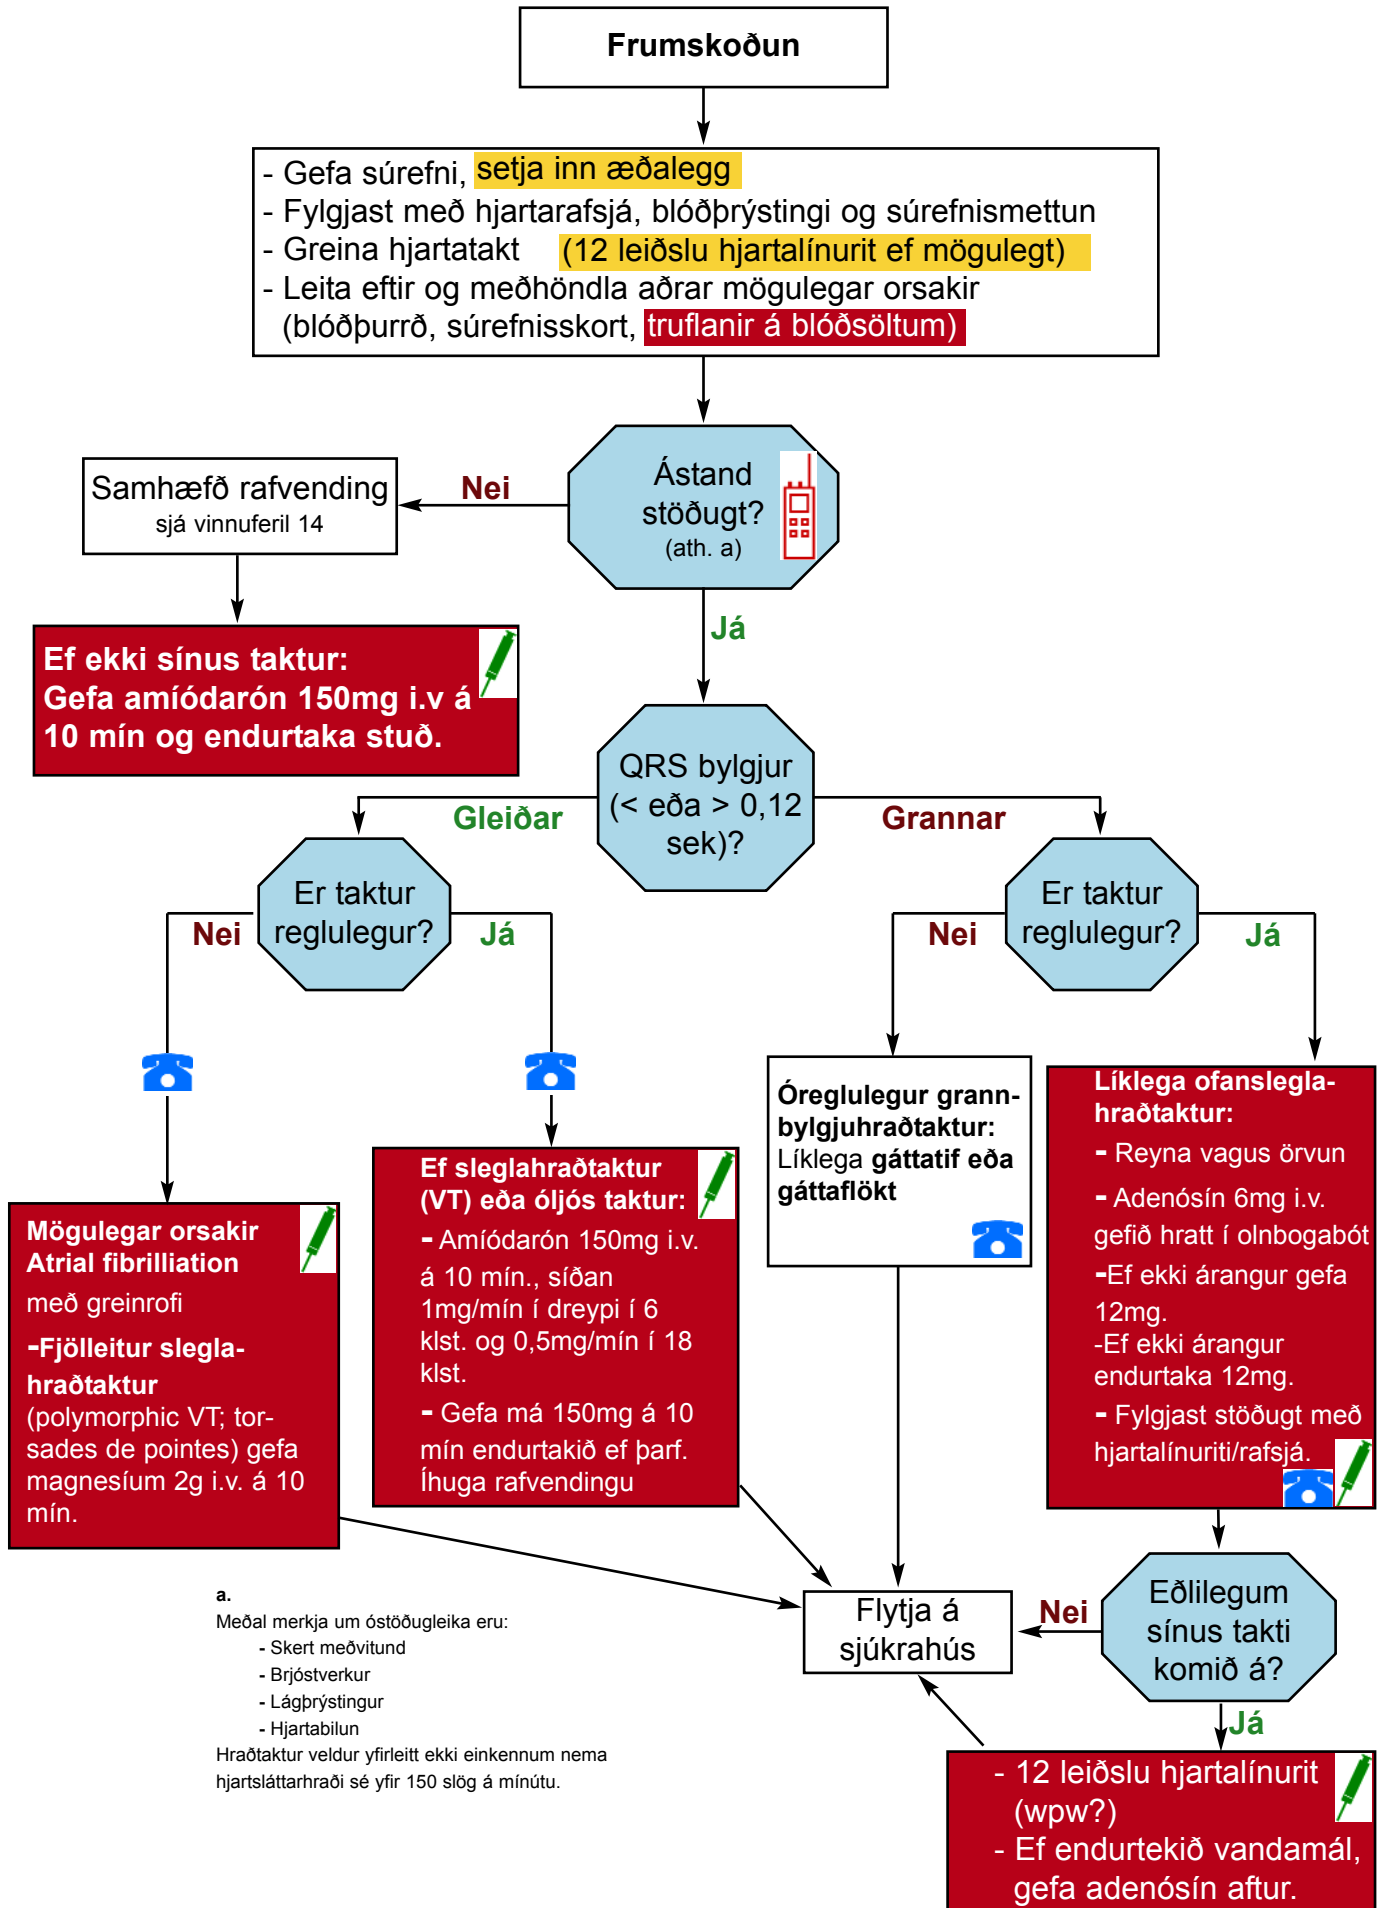 Frumskoðun
- Gefa súrefni, setja inn æðalegg
- Fylgjast með hjartarafsjá, blóðþrýstingi og súrefnismettun
- Greina hjartatakt (12 leiðslu hjartalínurit ef mögulegt)
- Leita eftir og meðhöndla aðrar mögulegar orsakir
(blóðþurrð, súrefnisskort, truflanir á blóðsöltum)
Ástand
stöðugt?
(ath. a)
Nei
Samhæfð rafvending
sjá vinnuferil 14
Ef ekki sínus taktur:
Gefa amíódarón 150mg i.v á
10 mín og endurtaka stuð.
Já
QRS bylgjur
(< eða > 0,12
sek)?
Gleiðar
Grannar
Er taktur
reglulegur?
Nei
Já
Er taktur
reglulegur?
Nei
Já
Mögulegar orsakir
Atrial fibrilliation
með greinrofi
-Fjölleitur slegla-
hraðtaktur
(polymorphic VT; tor-
sades de pointes) gefa
magnesíum 2g i.v. á 10
mín.
Ef sleglahraðtaktur
(VT) eða óljós taktur:
- Amíódarón 150mg i.v.
á 10 mín., síðan
1mg/mín í dreypi í 6
klst. og 0,5mg/mín í 18
klst.
- Gefa má 150mg á 10
mín endurtakið ef þarf.
Íhuga rafvendingu
Óreglulegur grann-
bylgjuhraðtaktur:
Líklega gáttatif eða
gáttaflökt
Líklega ofanslegla-
hraðtaktur:
- Reyna vagus örvun
- Adenósín 6mg i.v.
gefið hratt í olnbogabót
-Ef ekki árangur gefa
12mg.
-Ef ekki árangur
endurtaka 12mg.
- Fylgjast stöðugt með
hjartalínuriti/rafsjá.
Eðlilegum
sínus takti
komið á?
Nei
Flytja á
sjúkrahús
Já
- 12 leiðslu hjartalínurit
(wpw?)
- Ef endurtekið vandamál,
gefa adenósín aftur.
a.
Meðal merkja um óstöðugleika eru:
- Skert meðvitund
- Brjóstverkur
- Lágþrýstingur
- Hjartabilun
Hraðtaktur veldur yfirleitt ekki einkennum nema
hjartsláttarhraði sé yfir 150 slög á mínútu.